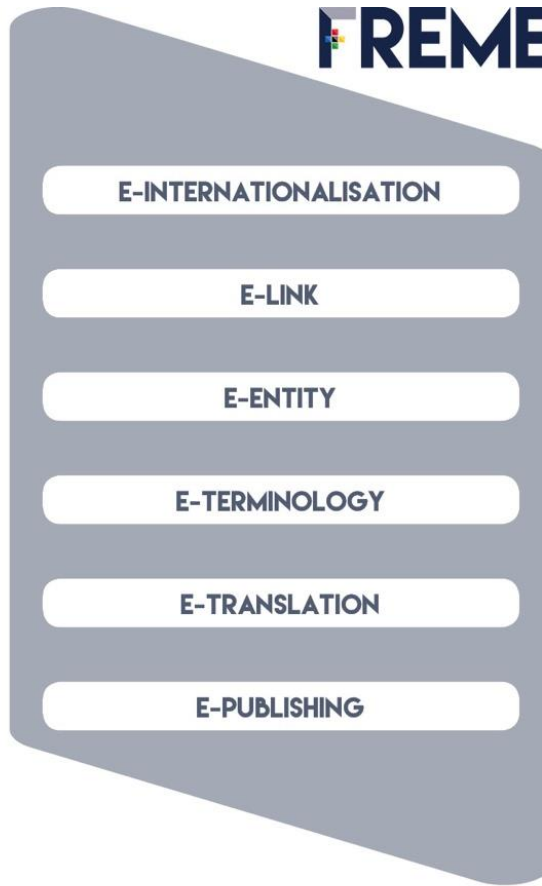 FREME
E-INTERNATIONALISATION
E-LINK
E-ENTITY
E-TERMINOLOGY
E-TRANSLATION
E-PUBLISHING